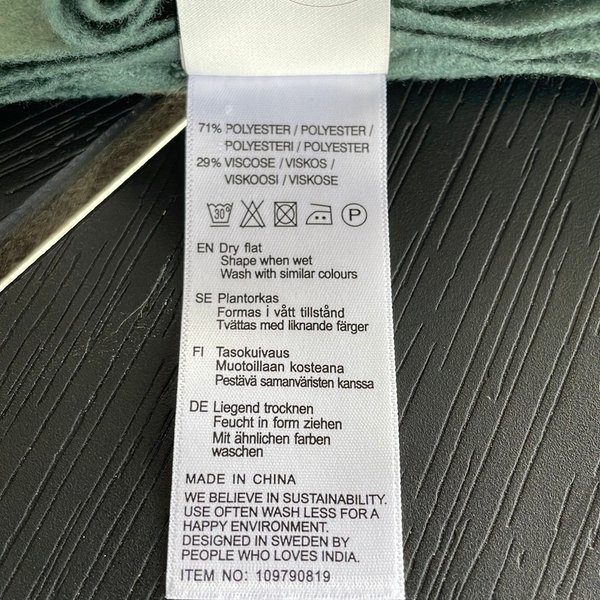 71% POLYESTER / POLYESTER /
POLYESTERI / POLYESTER
29% VISCOSE / VISKOS /
VISKOOSI / VISKOSE
30°
P
EN Dry flat
Shape when wet
Wash with similar colours
SE Plantorkas
Formas i vått tillstånd
Tvättas med liknande färger
FI Tasokuivaus
Muotoillaan kosteana
Pestävä samanväristen kanssa
DE Liegend trocknen
Feucht in form ziehen
Mit ähnlichen farben
waschen
MADE IN CHINA
WE BELIEVE IN SUSTAINABILITY.
USE OFTEN WASH LESS FOR A
HAPPY ENVIRONMENT.
DESIGNED IN SWEDEN BY
PEOPLE WHO LOVES INDIA.
ITEM NO: 109790819